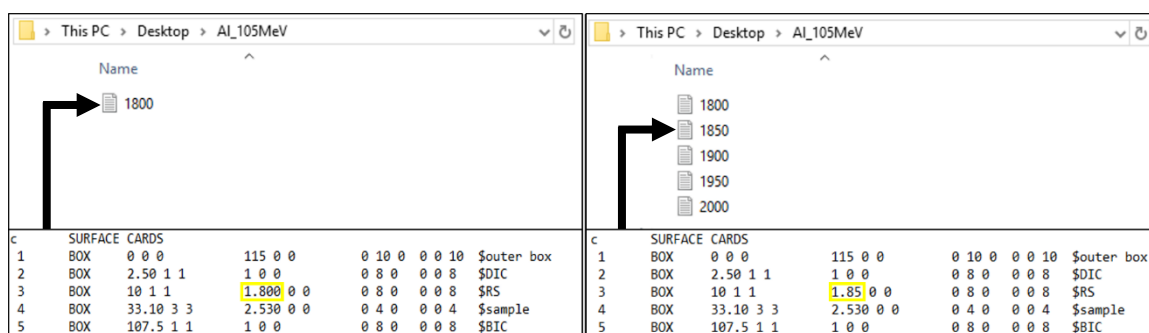 This PC > Desktop > Al_105MeV
Name
1800
c SURFACE CARDS
1 BOX 0 0 0 115 0 0 0 10 0 0 0 10 $outer box
2 BOX 2.50 1 1 1 0 0 0 8 0 0 0 8 $DIC
3 BOX 10 1 1 1.800 0 0 0 8 0 0 0 8 $RS
4 BOX 33.10 3 3 2.530 0 0 0 4 0 0 0 4 $sample
5 BOX 107.5 1 1 1 0 0 0 8 0 0 0 8 $BIC
This PC > Desktop > Al_105MeV
Name
1800
1850
1900
1950
2000
c SURFACE CARDS
1 BOX 0 0 0 115 0 0 0 10 0 0 0 10 $outer box
2 BOX 2.50 1 1 1 0 0 0 8 0 0 0 8 $DIC
3 BOX 10 1 1 1.85 0 0 0 8 0 0 0 8 $RS
4 BOX 33.10 3 3 2.530 0 0 0 4 0 0 0 4 $sample
5 BOX 107.5 1 1 1 0 0 0 8 0 0 0 8 $BIC